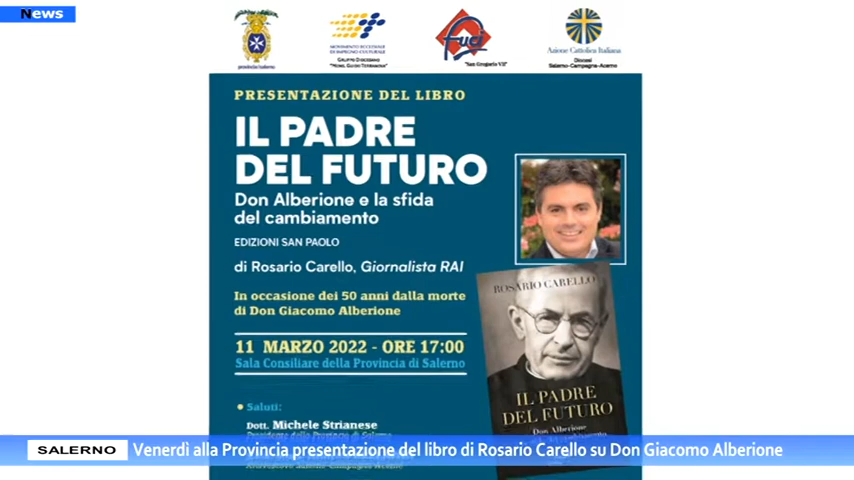 News
provincia salerno
MOVIMENTO ECCLESIALE
DI IMPEGNO CULTURALE
GRUPPO DIOCESANO
fuci
"San Gregorio VII"
Azione Cattolica Italiana
Diocesi
Salerno-Campagna-Acerno
PRESENTAZIONE DEL LIBRO
IL PADRE
DEL FUTURO
Don Alberione e la sfida
del cambiamento
EDIZIONI SAN PAOLO
di Rosario Carello, Giornalista RAI
In occasione dei 50 anni dalla morte
di Don Giacomo Alberione
11 MARZO 2022 - ORE 17:00
Sala Consiliare della Provincia di Salerno
• Saluti:
Dott. Michele Strianese
ROSARIO CARELLO
IL PADRE
DEL FUTURO
Don Alberione
SALERNO Venerdì alla Provincia presentazione del libro di Rosario Carello su Don Giacomo Alberione